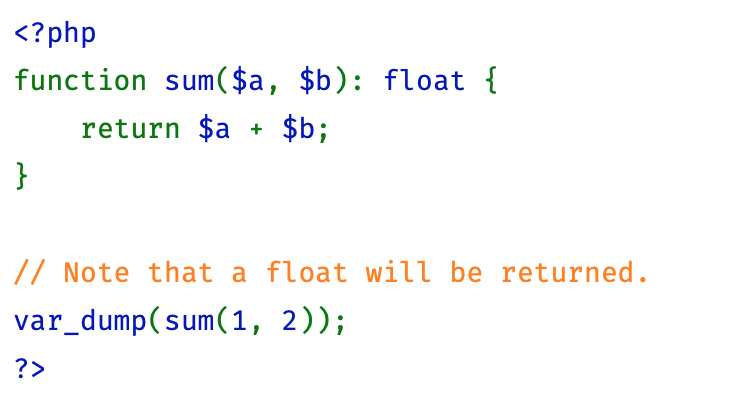 <?php
function sum($a, $b): float {
    return $a + $b;
}

// Note that a float will be returned.
var_dump(sum(1, 2));
?>